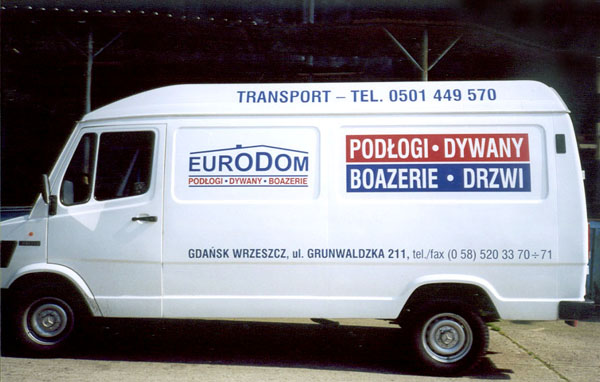 TRANSPORT – TEL. 0501 449 570
EURODOM
PODŁOGI • DYWANY • BOAZERIE
PODŁOGI • DYWANY
BOAZERIE • DRZWI
GDAŃSK WRZESZCZ, ul. GRUNWALDZKA 211, tel./fax (0 58) 520 33 70÷71